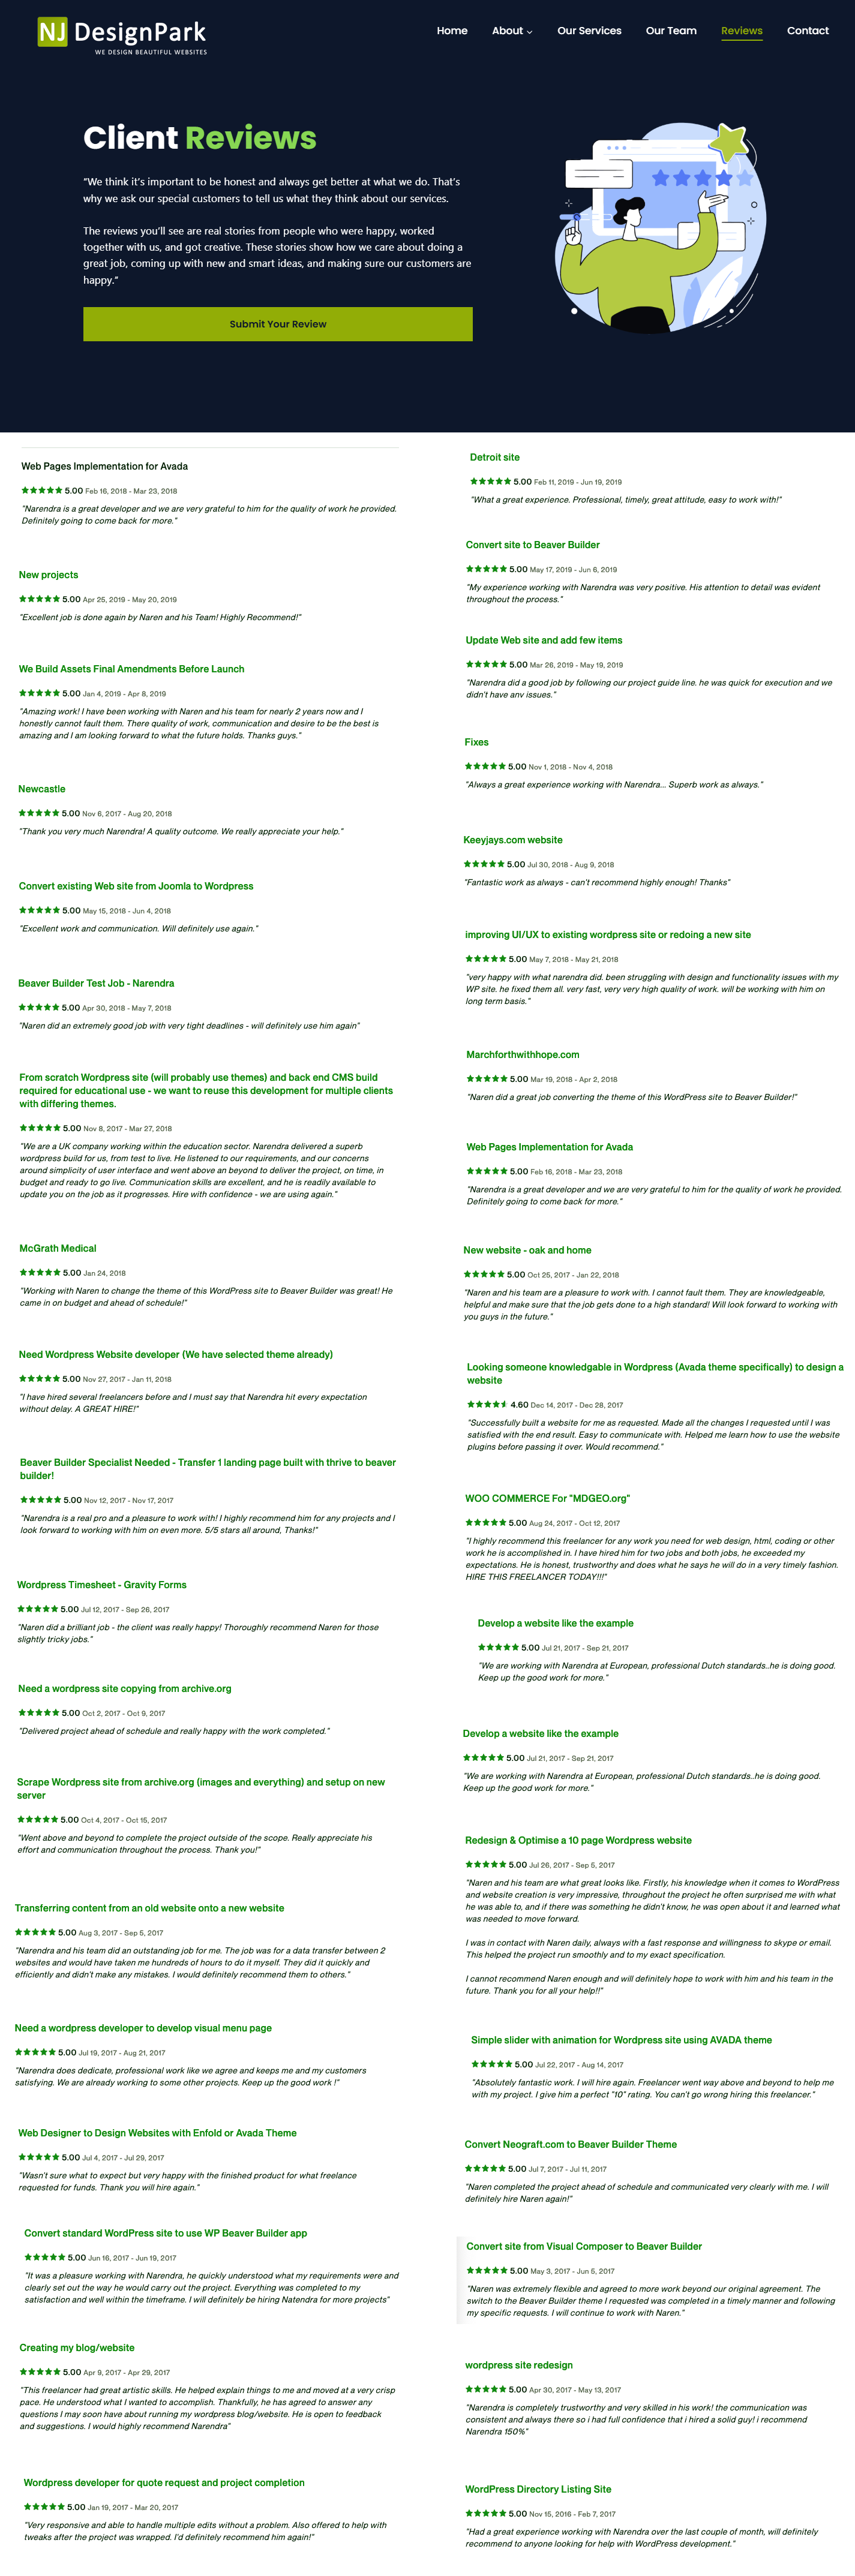 NJ DesignPark
WE DESIGN BEAUTIFUL WEBSITES
Home
About
Our Services
Our Team
Reviews
Contact
Client Reviews
“We think it’s important to be honest and always get better at what we do. That’s
why we ask our special customers to tell us what they think about our services.
The reviews you’ll see are real stories from people who were happy, worked
together with us, and got creative. These stories show how we care about doing a
great job, coming up with new and smart ideas, and making sure our customers are
happy.”
Submit Your Review
Web Pages Implementation for Avada
5.00 Feb 16, 2018 - Mar 23, 2018
"Narendra is a great developer and we are very grateful to him for the quality of work he provided.
Definitely going to come back for more."
New projects
5.00 Apr 25, 2019 - May 20, 2019
"Excellent job is done again by Naren and his Team! Highly Recommend!"
We Build Assets Final Amendments Before Launch
5.00 Jan 4, 2019 - Apr 8, 2019
"Amazing work! I have been working with Naren and his team for nearly 2 years now and I
honestly cannot fault them. There quality of work, communication and desire to be the best is
amazing and I am looking forward to what the future holds. Thanks guys."
Newcastle
5.00 Nov 6, 2017 - Aug 20, 2018
"Thank you very much Narendra! A quality outcome. We really appreciate your help."
Convert existing Web site from Joomla to Wordpress
5.00 May 15, 2018 - Jun 4, 2018
"Excellent work and communication. Will definitely use again."
Beaver Builder Test Job - Narendra
5.00 Apr 30, 2018 - May 7, 2018
"Naren did an extremely good job with very tight deadlines - will definitely use him again"
From scratch Wordpress site (will probably use themes) and back end CMS build
required for educational use - we want to reuse this development for multiple clients
with differing themes.
5.00 Nov 8, 2017 - Mar 27, 2018
"We are a UK company working within the education sector. Narendra delivered a superb
wordpress build for us, from test to live. He listened to our requirements, and our concerns
around simplicity of user interface and went above an beyond to deliver the project, on time, in
budget and ready to go live. Communication skills are excellent, and he is readily available to
update you on the job as it progresses. Hire with confidence - we are using again."
McGrath Medical
5.00 Jan 24, 2018
"Working with Naren to change the theme of this WordPress site to Beaver Builder was great! He
came in on budget and ahead of schedule!"
Need Wordpress Website developer (We have selected theme already)
5.00 Nov 27, 2017 - Jan 11, 2018
"I have hired several freelancers before and I must say that Narendra hit every expectation
without delay. A GREAT HIRE!"
Beaver Builder Specialist Needed - Transfer 1 landing page built with thrive to beaver
builder!
5.00 Nov 12, 2017 - Nov 17, 2017
"Narendra is a real pro and a pleasure to work with! I highly recommend him for any projects and I
look forward to working with him on even more. 5/5 stars all around, Thanks!"
Wordpress Timesheet - Gravity Forms
5.00 Jul 12, 2017 - Sep 26, 2017
"Naren did a brilliant job - the client was really happy! Thoroughly recommend Naren for those
slightly tricky jobs."
Need a wordpress site copying from archive.org
5.00 Oct 2, 2017 - Oct 9, 2017
"Delivered project ahead of schedule and really happy with the work completed."
Scrape Wordpress site from archive.org (images and everything) and setup on new
server
5.00 Oct 4, 2017 - Oct 15, 2017
"Went above and beyond to complete the project outside of the scope. Really appreciate his
effort and communication throughout the process. Thank you!"
Transferring content from an old website onto a new website
5.00 Aug 3, 2017 - Sep 5, 2017
"Narendra and his team did an outstanding job for me. The job was for a data transfer between 2
websites and would have taken me hundreds of hours to do it myself. They did it quickly and
efficiently and didn't make any mistakes. I would definitely recommend them to others."
Need a wordpress developer to develop visual menu page
5.00 Jul 19, 2017 - Aug 21, 2017
"Narendra does dedicate, professional work like we agree and keeps me and my customers
satisfying. We are already working to some other projects. Keep up the good work !"
Web Designer to Design Websites with Enfold or Avada Theme
5.00 Jul 4, 2017 - Jul 29, 2017
"Wasn't sure what to expect but very happy with the finished product for what freelance
requested for funds. Thank you will hire again."
Convert standard WordPress site to use WP Beaver Builder app
5.00 Jun 16, 2017 - Jun 19, 2017
"It was a pleasure working with Narendra, he quickly understood what my requirements were and
clearly set out the way he would carry out the project. Everything was completed to my
satisfaction and well within the timeframe. I will definitely be hiring Natendra for more projects"
Creating my blog/website
5.00 Apr 9, 2017 - Apr 29, 2017
"This freelancer had great artistic skills. He helped explain things to me and moved at a very crisp
pace. He understood what I wanted to accomplish. Thankfully, he has agreed to answer any
questions I may soon have about running my wordpress blog/website. He is open to feedback
and suggestions. I would highly recommend Narendra"
Wordpress developer for quote request and project completion
5.00 Jan 19, 2017 - Mar 20, 2017
"Very responsive and able to handle multiple edits without a problem. Also offered to help with
tweaks after the project was wrapped. I'd definitely recommend him again!"
Detroit site
5.00 Feb 11, 2019 - Jun 19, 2019
"What a great experience. Professional, timely, great attitude, easy to work with!"
Convert site to Beaver Builder
5.00 May 17, 2019 - Jun 6, 2019
"My experience working with Narendra was very positive. His attention to detail was evident
throughout the process."
Update Web site and add few items
5.00 Mar 26, 2019 - May 19, 2019
"Narendra did a good job by following our project guide line. he was quick for execution and we
didn't have any issues."
Fixes
5.00 Nov 1, 2018 - Nov 4, 2018
"Always a great experience working with Narendra... Superb work as always."
Keeyjays.com website
5.00 Jul 30, 2018 - Aug 9, 2018
"Fantastic work as always - can't recommend highly enough! Thanks"
improving UI/UX to existing wordpress site or redoing a new site
5.00 May 7, 2018 - May 21, 2018
"very happy with what narendra did. been struggling with design and functionality issues with my
WP site. he fixed them all. very fast, very very high quality of work. will be working with him on
long term basis."
Marchforthwithhope.com
5.00 Mar 19, 2018 - Apr 2, 2018
"Naren did a great job converting the theme of this WordPress site to Beaver Builder!"
Web Pages Implementation for Avada
5.00 Feb 16, 2018 - Mar 23, 2018
"Narendra is a great developer and we are very grateful to him for the quality of work he provided.
Definitely going to come back for more."
New website - oak and home
5.00 Oct 25, 2017 - Jan 22, 2018
"Naren and his team are a pleasure to work with. I cannot fault them. They are knowledgeable,
helpful and make sure that the job gets done to a high standard! Will look forward to working with
you guys in the future."
Looking someone knowledgable in Wordpress (Avada theme specifically) to design a
website
4.60 Dec 14, 2017 - Dec 28, 2017
"Successfully built a website for me as requested. Made all the changes I requested until I was
satisfied with the end result. Easy to communicate with. Helped me learn how to use the website
plugins before passing it over. Would recommend."
WOO COMMERCE For "MDGEO.org"
5.00 Aug 24, 2017 - Oct 12, 2017
"I highly recommend this freelancer for any work you need for web design, html, coding or other
work he is accomplished in. I have hired him for two jobs and both jobs, he exceeded my
expectations. He is honest, trustworthy and does what he says he will do in a very timely fashion.
HIRE THIS FREELANCER TODAY!!!"
Develop a website like the example
5.00 Jul 21, 2017 - Sep 21, 2017
"We are working with Narendra at European, professional Dutch standards..he is doing good.
Keep up the good work for more."
Develop a website like the example
5.00 Jul 21, 2017 - Sep 21, 2017
"We are working with Narendra at European, professional Dutch standards..he is doing good.
Keep up the good work for more."
Redesign & Optimise a 10 page Wordpress website
5.00 Jul 26, 2017 - Sep 5, 2017
"Naren and his team are what great looks like. Firstly, his knowledge when it comes to WordPress
and website creation is very impressive, throughout the project he often surprised me with what
he was able to, and if there was something he didn't know, he was open about it and learned what
was needed to move forward.
I was in contact with Naren daily, always with a fast response and willingness to skype or email.
This helped the project run smoothly and to my exact specification.
I cannot recommend Naren enough and will definitely hope to work with him and his team in the
future. Thank you for all your help!!"
Simple slider with animation for Wordpress site using AVADA theme
5.00 Jul 22, 2017 - Aug 14, 2017
"Absolutely fantastic work. I will hire again. Freelancer went way above and beyond to help me
with my project. I give him a perfect "10" rating. You can't go wrong hiring this freelancer."
Convert Neograft.com to Beaver Builder Theme
5.00 Jul 7, 2017 - Jul 11, 2017
"Naren completed the project ahead of schedule and communicated very clearly with me. I will
definitely hire Naren again!"
Convert site from Visual Composer to Beaver Builder
5.00 May 3, 2017 - Jun 5, 2017
"Naren was extremely flexible and agreed to more work beyond our original agreement. The
switch to the Beaver Builder theme I requested was completed in a timely manner and following
my specific requests. I will continue to work with Naren."
wordpress site redesign
5.00 Apr 30, 2017 - May 13, 2017
"Narendra is completely trustworthy and very skilled in his work! the communication was
consistent and always there so i had full confidence that i hired a solid guy! i recommend
Narendra 150%"
WordPress Directory Listing Site
5.00 Nov 15, 2016 - Feb 7, 2017
"Had a great experience working with Narendra over the last couple of month, will definitely
recommend to anyone looking for help with WordPress development."